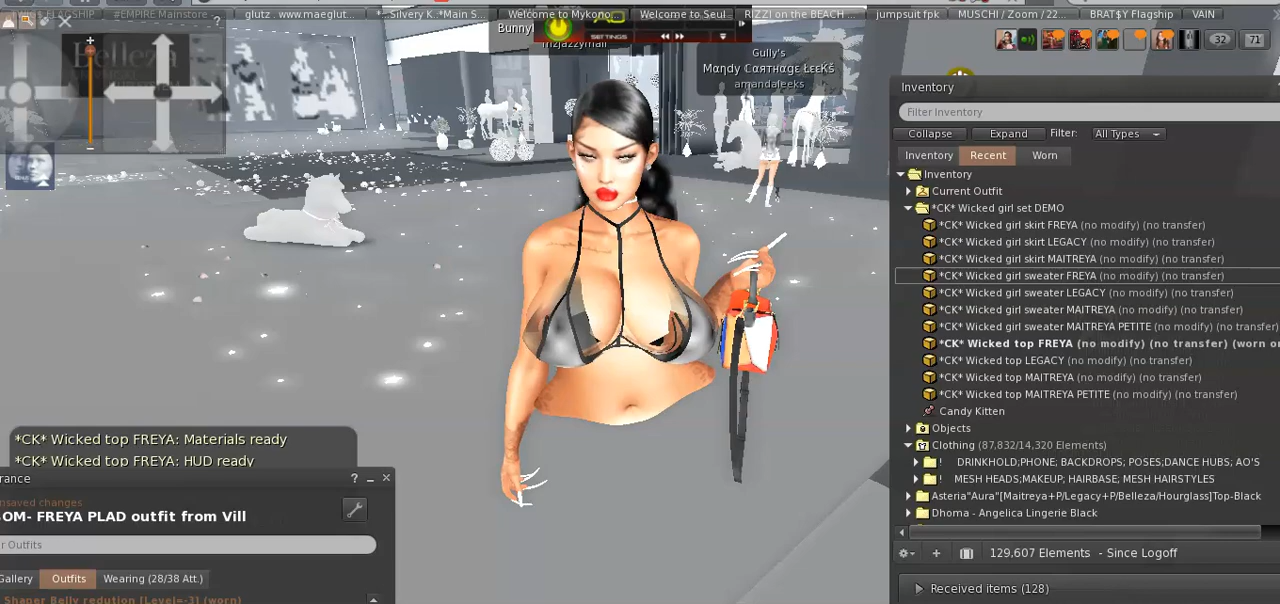 #EMPIRE Mainstore
glutz . www.maeglut...
*...Silvery K..*Main S...
Welcome to Mykono...
Welcome to Seul
RIZZI on the BEACH ...
jumpsuit fpk
MUSCHI / Zoom / 22...
BRAT$Y Flagship
VAIN
SETTINGS
Bunny
mzjazzymail
Belleza
Gully's
amandaleeks
32
71
Inventory
Filter Inventory
Collapse
Expand
Filter:
All Types
Inventory
Recent
Worn
Inventory
Current Outfit
*CK* Wicked girl set DEMO
*CK* Wicked girl skirt FREYA (no modify) (no transfer)
*CK* Wicked girl skirt LEGACY (no modify) (no transfer)
*CK* Wicked girl skirt MAITREYA (no modify) (no transfer)
*CK* Wicked girl sweater FREYA (no modify) (no transfer)
*CK* Wicked girl sweater LEGACY (no modify) (no transfer)
*CK* Wicked girl sweater MAITREYA (no modify) (no transfer)
*CK* Wicked girl sweater MAITREYA PETITE (no modify) (no transfer)
*CK* Wicked top FREYA (no modify) (no transfer) (worn o
*CK* Wicked top LEGACY (no modify) (no transfer)
*CK* Wicked top MAITREYA (no modify) (no transfer)
*CK* Wicked top MAITREYA PETITE (no modify) (no transfer)
Candy Kitten
Objects
Clothing (87,832/14,320 Elements)
! DRINKHOLD;PHONE; BACKDROPS; POSES;DANCE HUBS; AO'S
! MESH HEADS;MAKEUP; HAIRBASE; MESH HAIRSTYLES
Asteria"Aura"[Maitreya+P/Legacy+P/Belleza/Hourglass]Top-Black
Dhoma - Angelica Lingerie Black
129,607 Elements - Since Logoff
Received items (128)
*CK* Wicked top FREYA: Materials ready
*CK* Wicked top FREYA: HUD ready
rance
nsaved changes
OM- FREYA PLAD outfit from Vill
r Outfits
Gallery
Outfits
Wearing (28/38 Att.)
Shaper Belly redution [Level=-3] (worn)